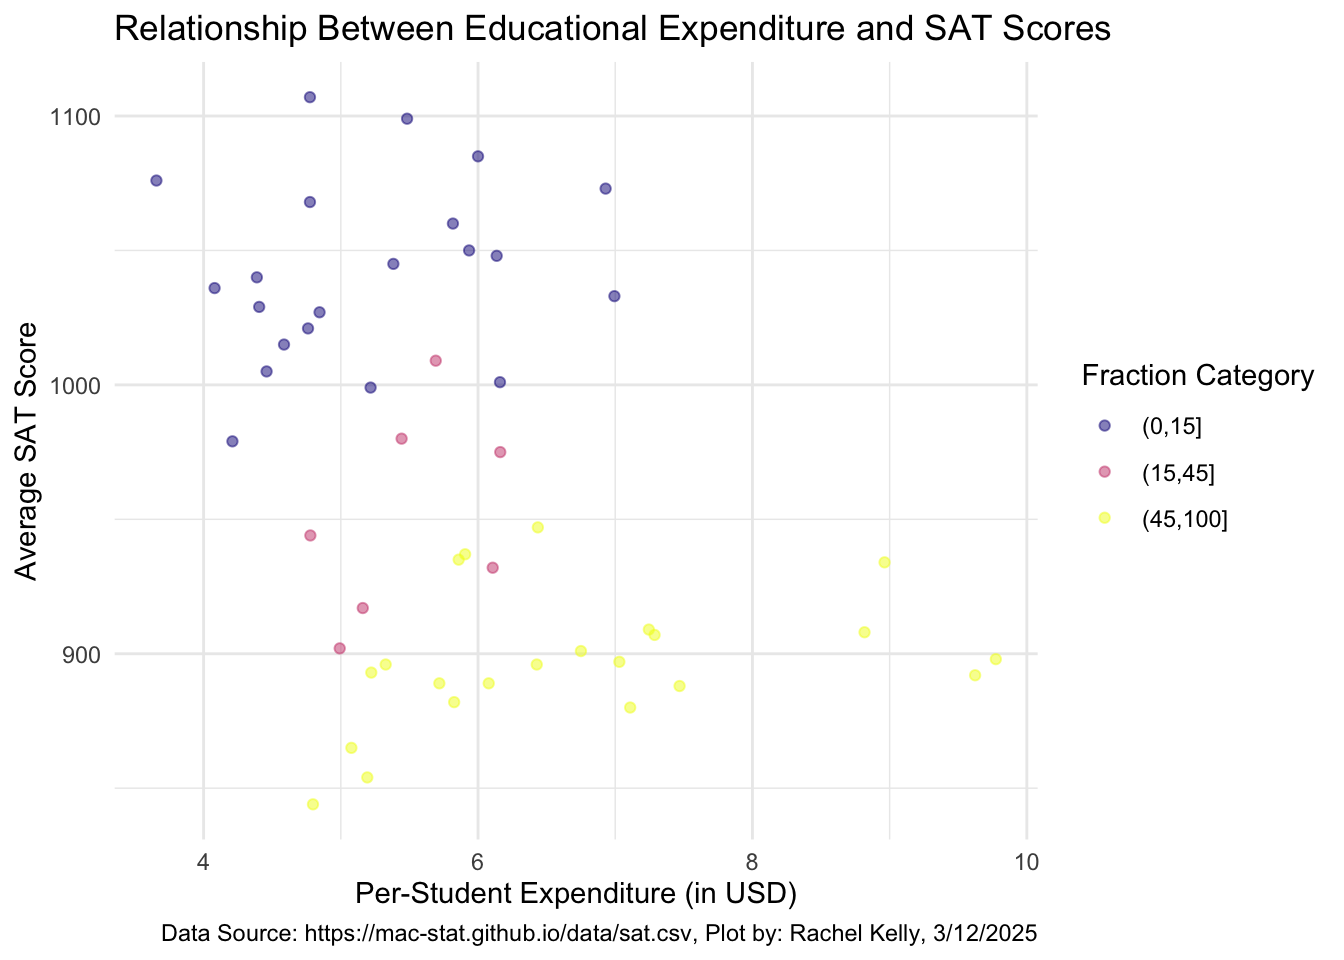 Relationship Between Educational Expenditure and SAT Scores
1100
1000
900
Average SAT Score
4 6 8 10
Per-Student Expenditure (in USD)
Fraction Category
(0,15]
(15,45]
(45,100]
Data Source: https://mac-stat.github.io/data/sat.csv, Plot by: Rachel Kelly, 3/12/2025